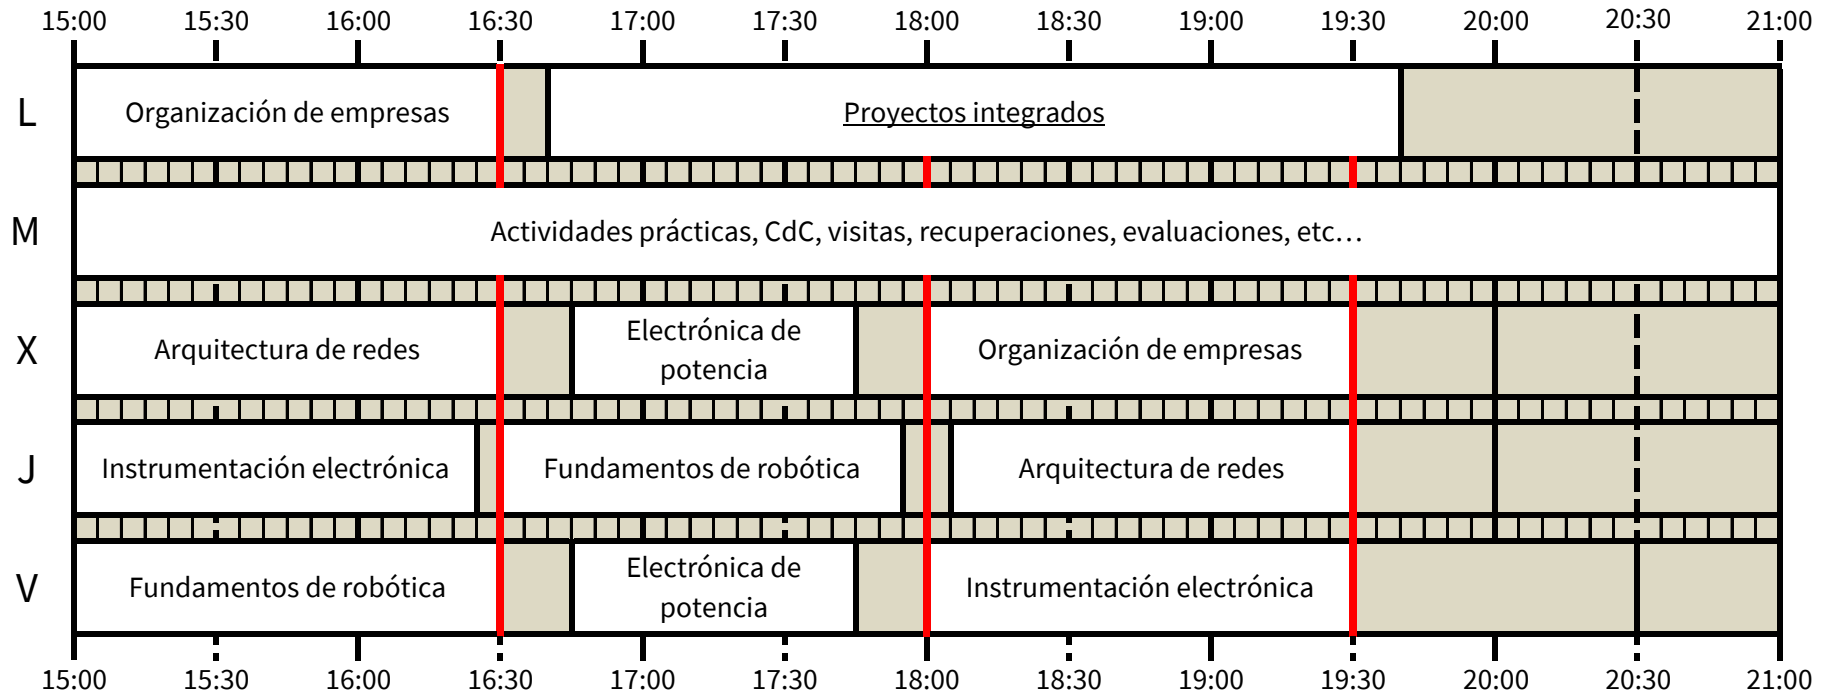 15:00 15:30 16:00 16:30 17:00 17:30 18:00 18:30 19:00 19:30 20:00 20:30 21:00
L Organización de empresas Proyectos integrados
M Actividades prácticas, CdC, visitas, recuperaciones, evaluaciones, etc…
X Arquitectura de redes Electrónica de
potencia Organización de empresas
J Instrumentación electrónica Fundamentos de robótica Arquitectura de redes
V Fundamentos de robótica Electrónica de
potencia Instrumentación electrónica
15:00 15:30 16:00 16:30 17:00 17:30 18:00 18:30 19:00 19:30 20:00 20:30 21:00